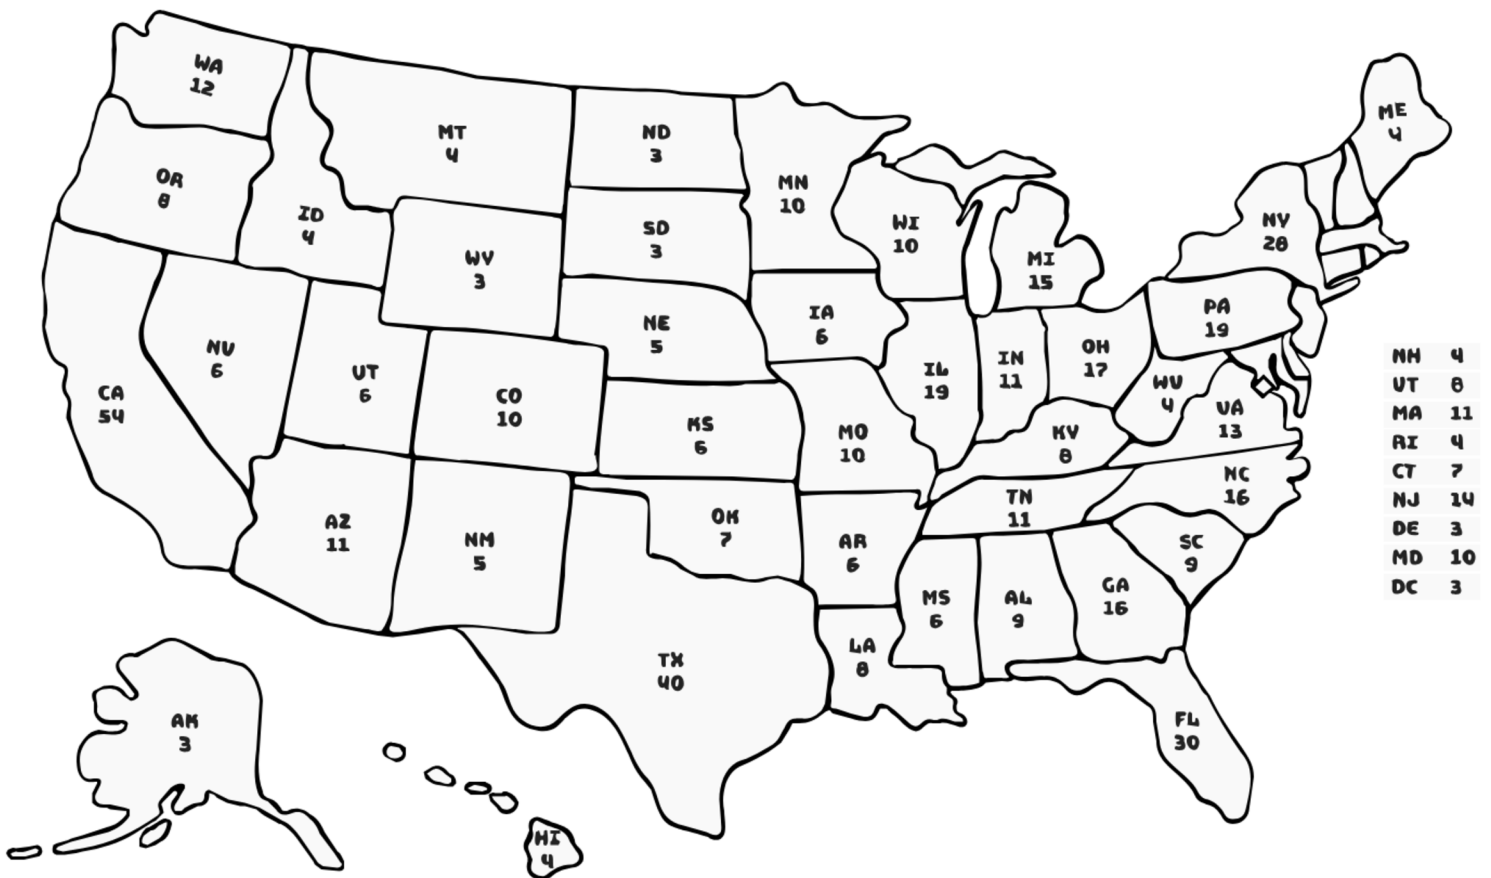 WA
12
MT
4
ND
3
ME
4
OR
8
ID
4
MN
10
SD
3
WI
10
NY
28
WY
3
MI
15
NE
5
IA
6
PA
19
NV
6
UT
6
CO
10
IL
19
IN
11
OH
17
CA
54
KS
6
MO
10
KY
8
WV
4
VA
13
NH 4
VT 8
MA 11
RI 4
CT 7
NJ 14
DE 3
MD 10
DC 3
AZ
11
NM
5
OK
7
AR
6
TN
11
NC
16
SC
9
MS
6
AL
9
GA
16
TX
40
LA
8
FL
30
AK
3
HI
4